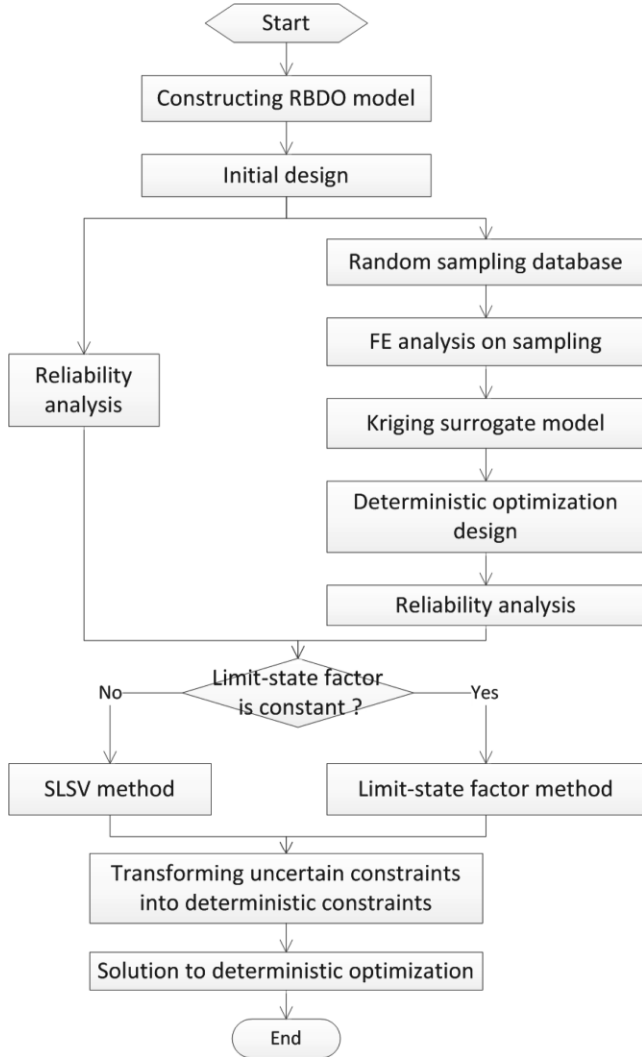 Start
Constructing RBDO model
Initial design
Random sampling database
FE analysis on sampling
Reliability
analysis
Kriging surrogate model
Deterministic optimization
design
Reliability analysis
Limit-state factor
is constant ?
No
Yes
SLSV method
Limit-state factor method
Transforming uncertain constraints
into deterministic constraints
Solution to deterministic optimization
End